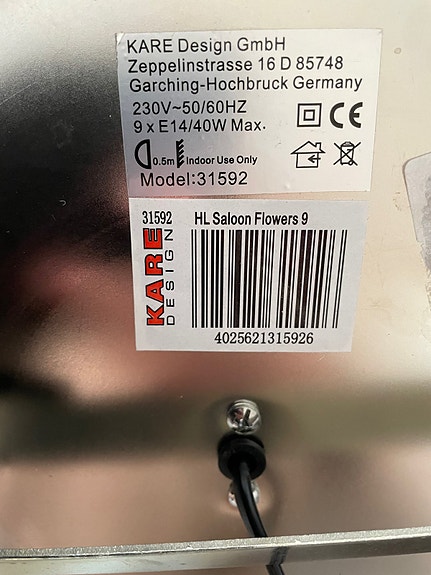 KARE Design GmbH
Zeppelinstrasse 16 D 85748
Garching-Hochbruck Germany
230V~50/60HZ
9 x E14/40W Max.
CE
0.5m Indoor Use Only
Model:31592
31592 HL Saloon Flowers 9
KARE
DESIGN
4025621315926